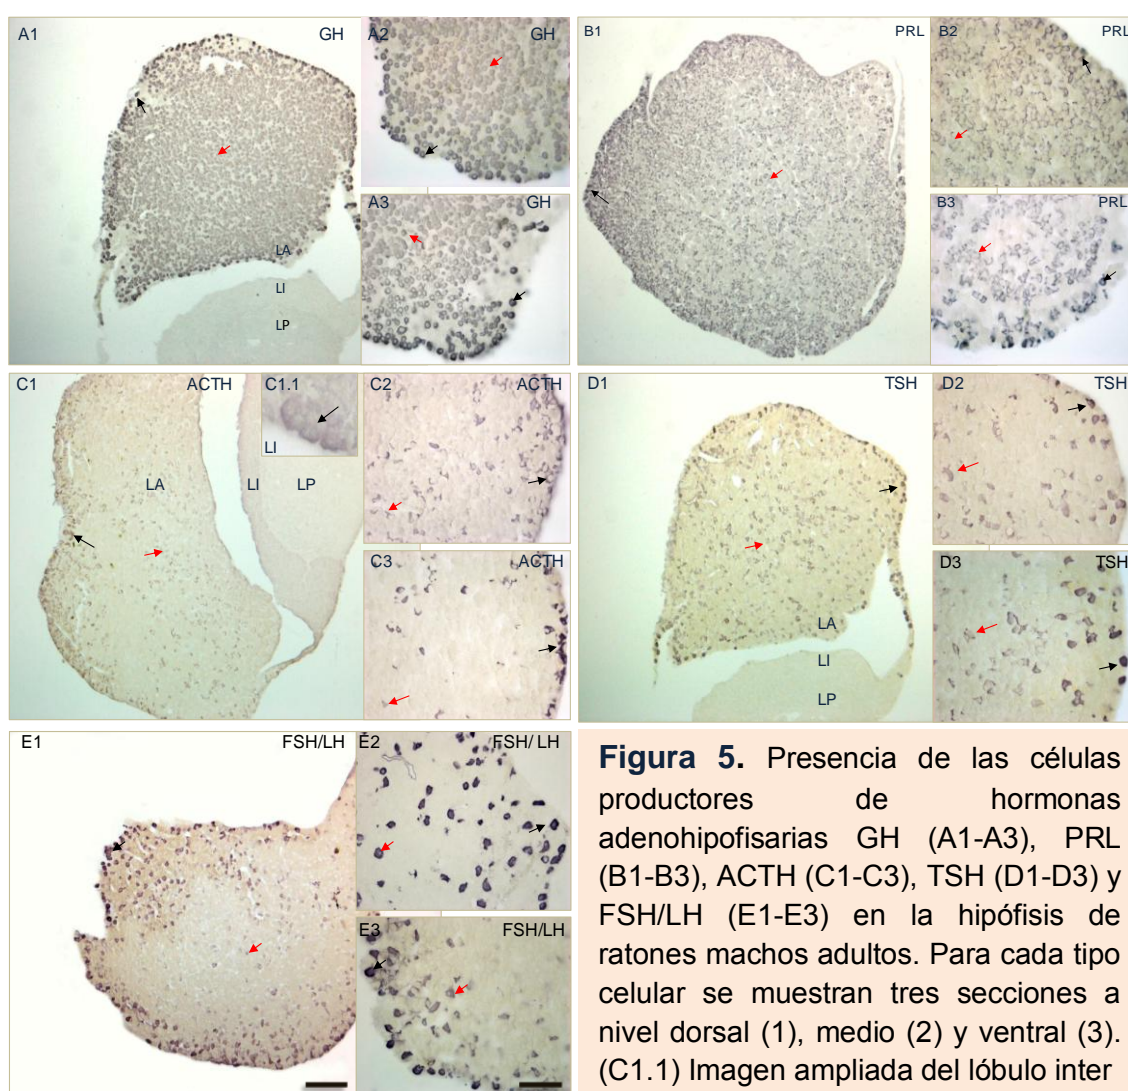 A1 GH
A2 GH
A3 GH
LA
LI
LP
B1 PRL
B2 PRL
B3 PRL
C1 ACTH
C1.1
LI
LA LI LP
C2 ACTH
C3 ACTH
D1 TSH
D2 TSH
D3 TSH
LA
LI
LP
E1 FSH/LH
E2 FSH/ LH
E3 FSH/LH
Figura 5. Presencia de las células
productores de hormonas
adenohipofisarias GH (A1-A3), PRL
(B1-B3), ACTH (C1-C3), TSH (D1-D3) y
FSH/LH (E1-E3) en la hipófisis de
ratones machos adultos. Para cada tipo
celular se muestran tres secciones a
nivel dorsal (1), medio (2) y ventral (3).
(C1.1) Imagen ampliada del lóbulo inter